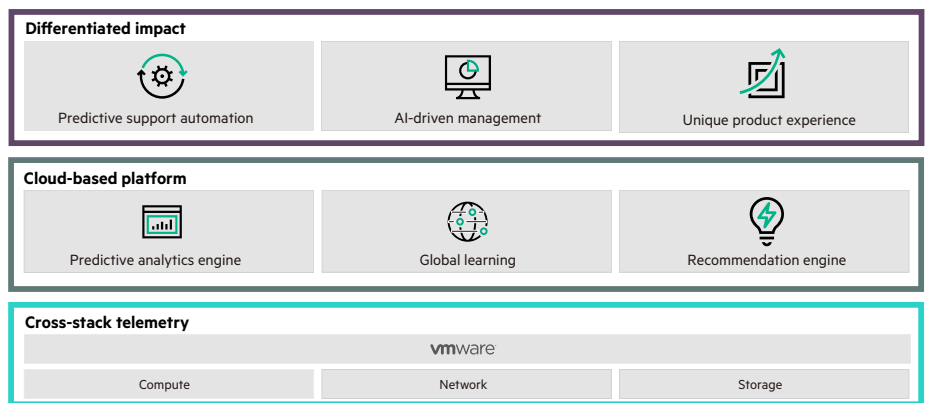 Differentiated impact
Predictive support automation
AI-driven management
Unique product experience
Cloud-based platform
Predictive analytics engine
Global learning
Recommendation engine
Cross-stack telemetry
vmware
Compute
Network
Storage